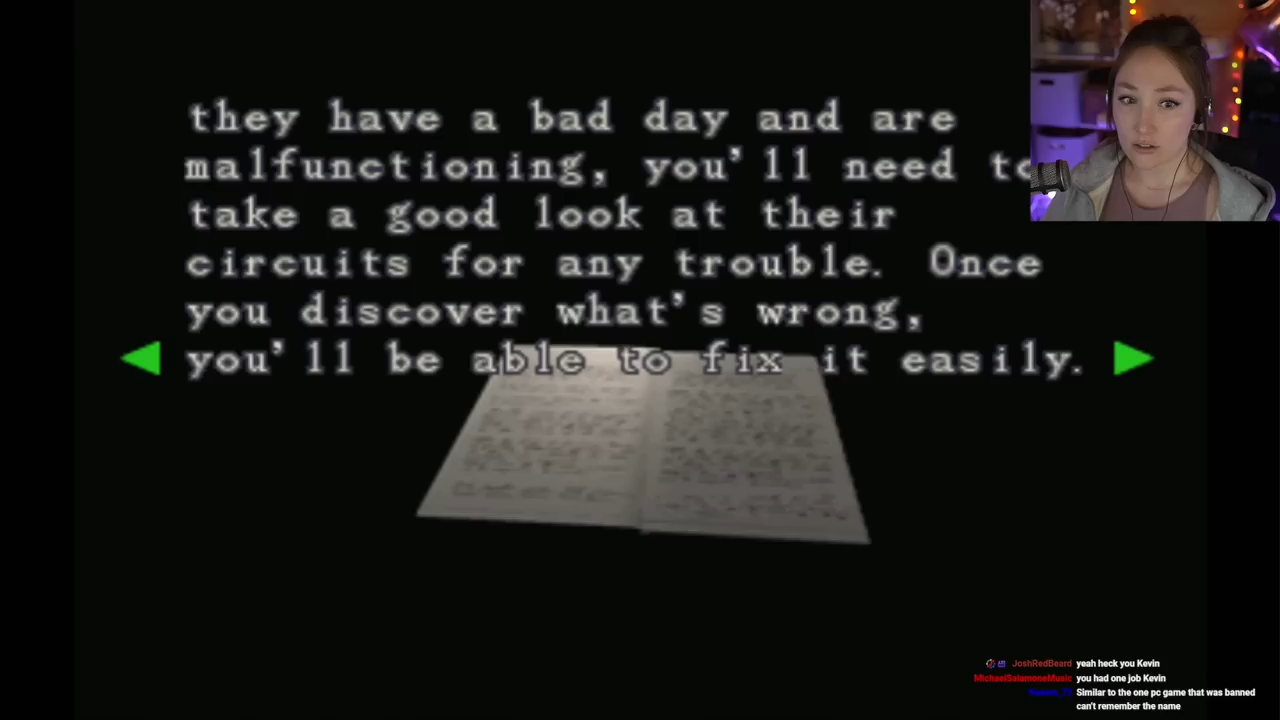 they have a bad day and are
malfunctioning, you'll need to
take a good look at their
circuits for any trouble. Once
you discover what's wrong,
you'll be able to fix it easily.
JoshRedBeard yeah heck you Kevin
MichaelSalamoneMusic you had one job Kevin
Similar to the one pc game that was banned
can't remember the name